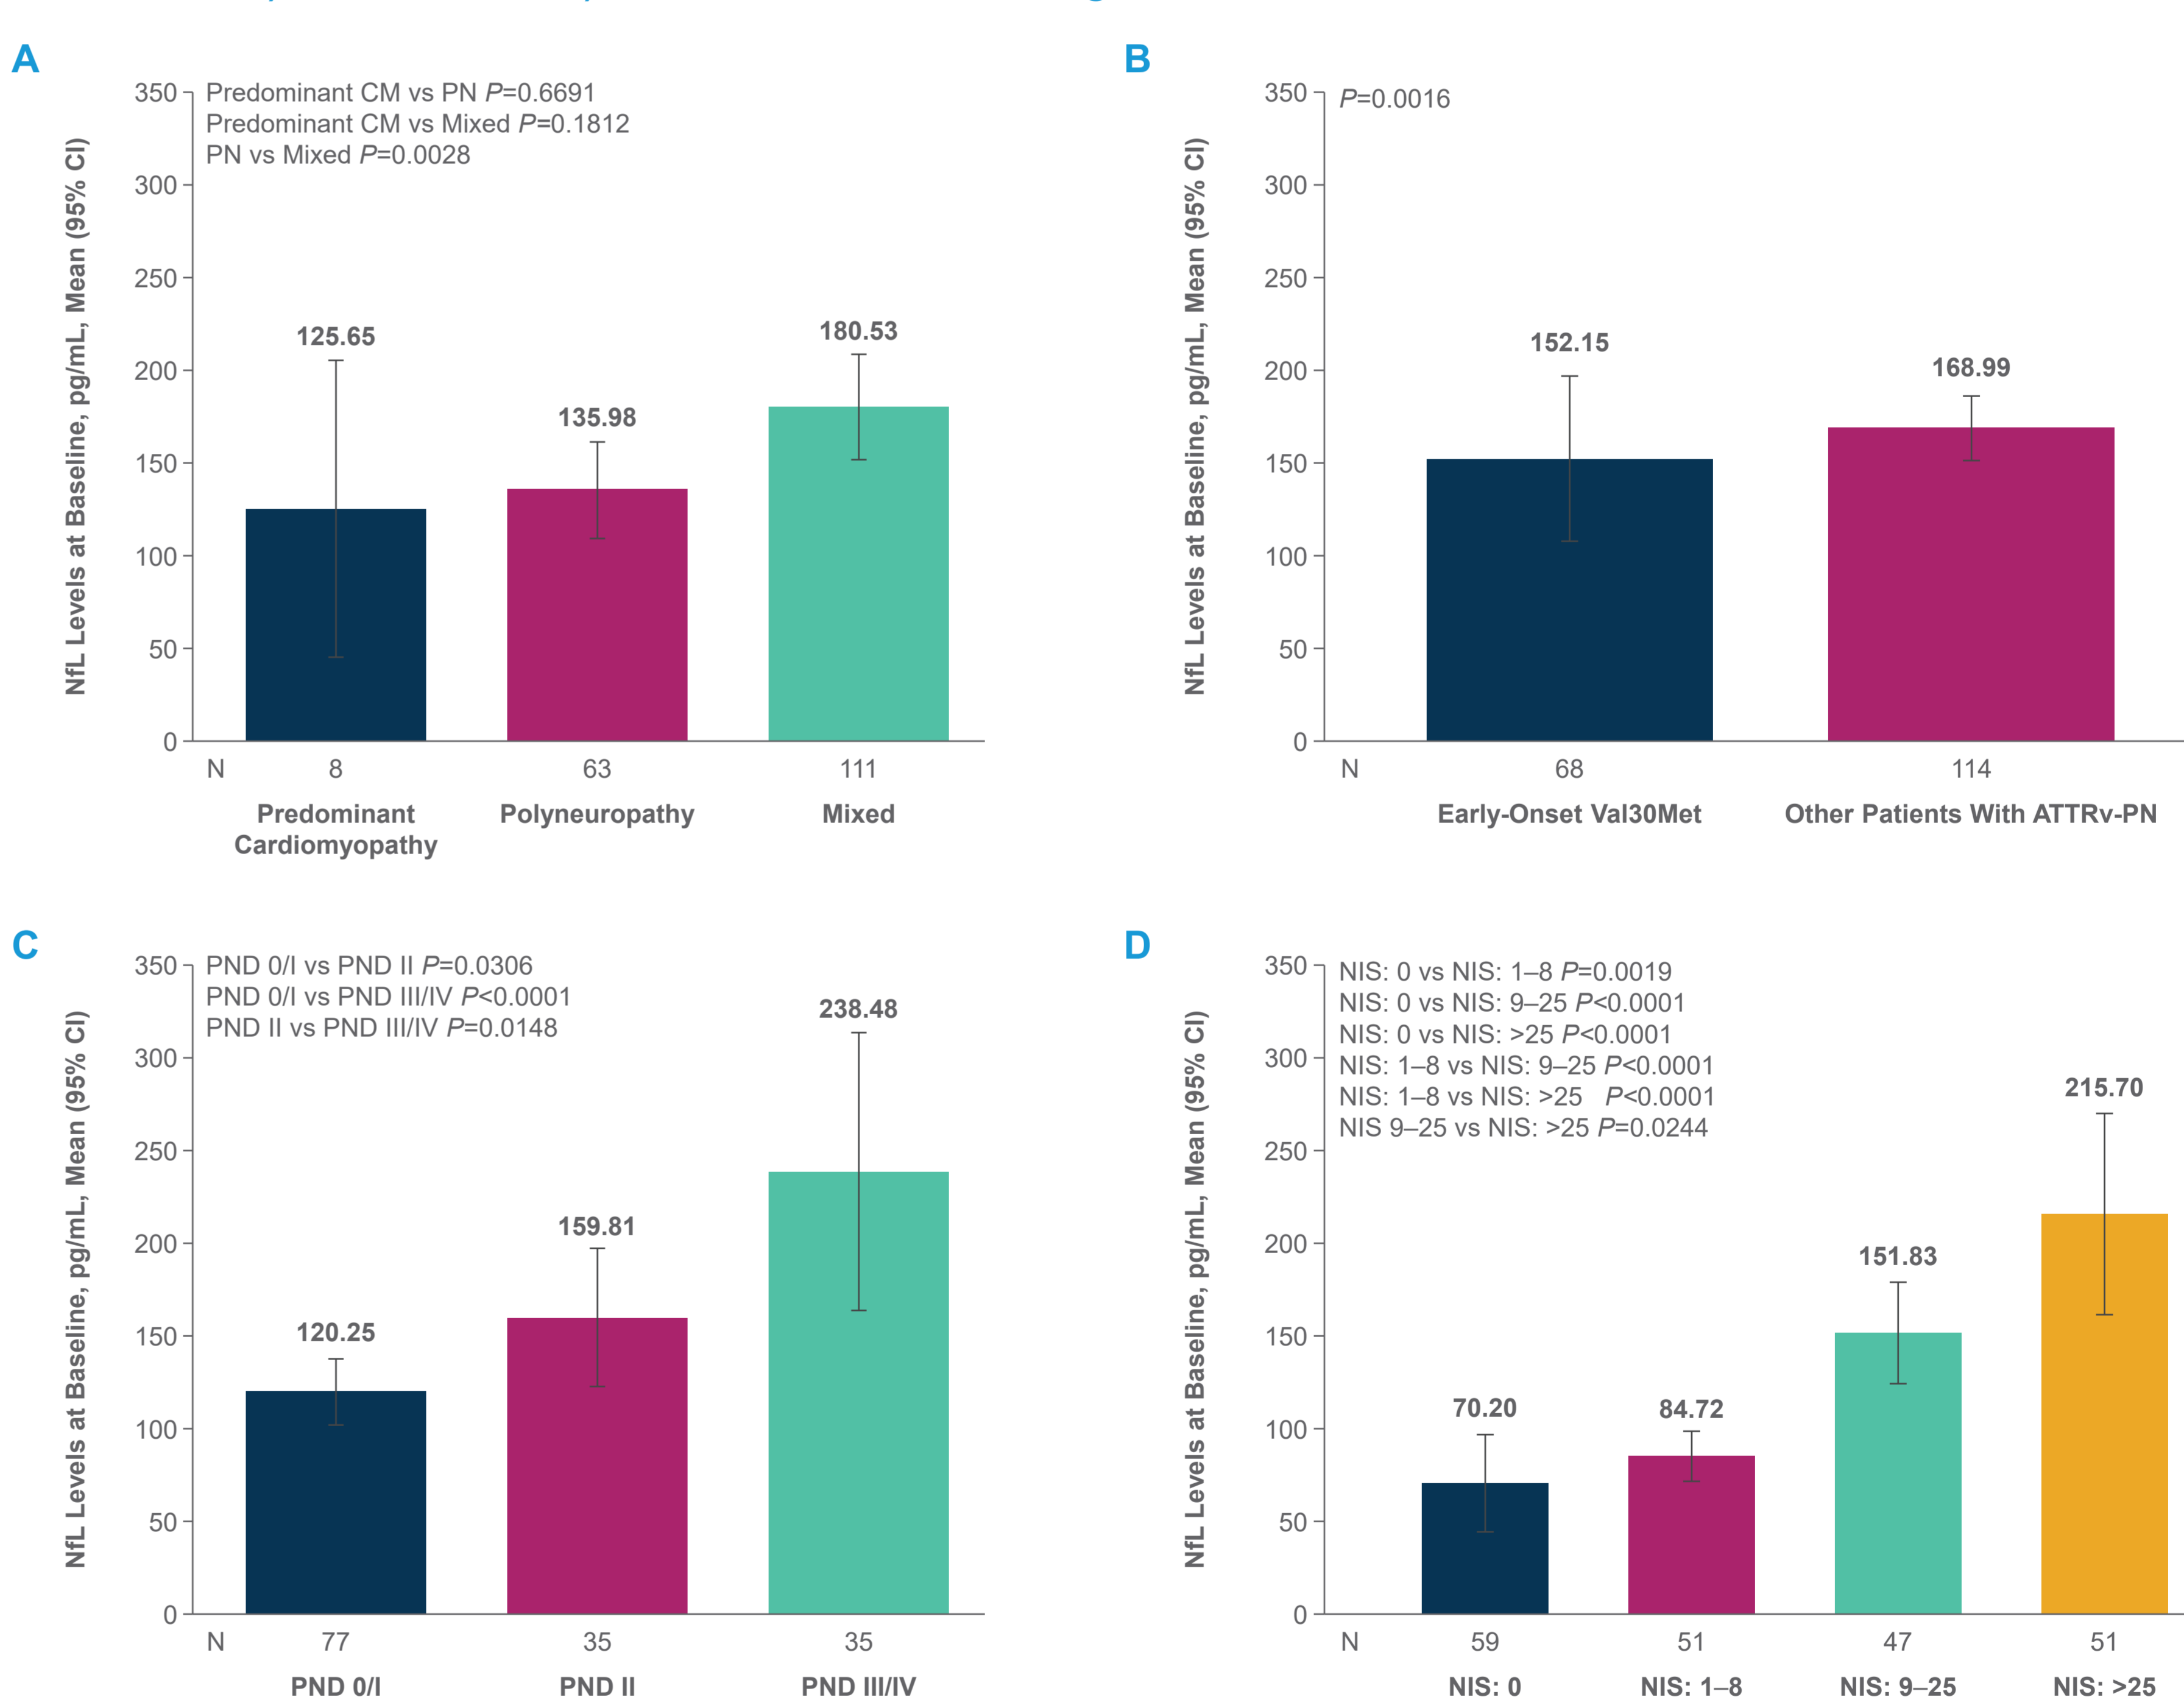 A
NfL Levels at Baseline, pg/mL, Mean (95% CI)
350
300
250
200
150
100
50
0
Predominant CM vs PN P=0.6691
Predominant CM vs Mixed P=0.1812
PN vs Mixed P=0.0028
125.65
135.98
180.53
N 8 63 111
Predominant
Cardiomyopathy
Polyneuropathy
Mixed
B
NfL Levels at Baseline, pg/mL, Mean (95% CI)
350
300
250
200
150
100
50
0
P=0.0016
152.15
168.99
N 68 114
Early-Onset Val30Met
Other Patients With ATTRv-PN
C
NfL Levels at Baseline, pg/mL, Mean (95% CI)
350
300
250
200
150
100
50
0
PND 0/I vs PND II P=0.0306
PND 0/I vs PND III/IV P<0.0001
PND II vs PND III/IV P=0.0148
120.25
159.81
238.48
N 77 35 35
PND 0/I
PND II
PND III/IV
D
NfL Levels at Baseline, pg/mL, Mean (95% CI)
350
300
250
200
150
100
50
0
NIS: 0 vs NIS: 1–8 P=0.0019
NIS: 0 vs NIS: 9–25 P<0.0001
NIS: 0 vs NIS: >25 P<0.0001
NIS: 1–8 vs NIS: 9–25 P<0.0001
NIS: 1–8 vs NIS: >25 P<0.0001
NIS 9–25 vs NIS: >25 P=0.0244
70.20
84.72
151.83
215.70
N 59 51 47 51
NIS: 0
NIS: 1–8
NIS: 9–25
NIS: >25